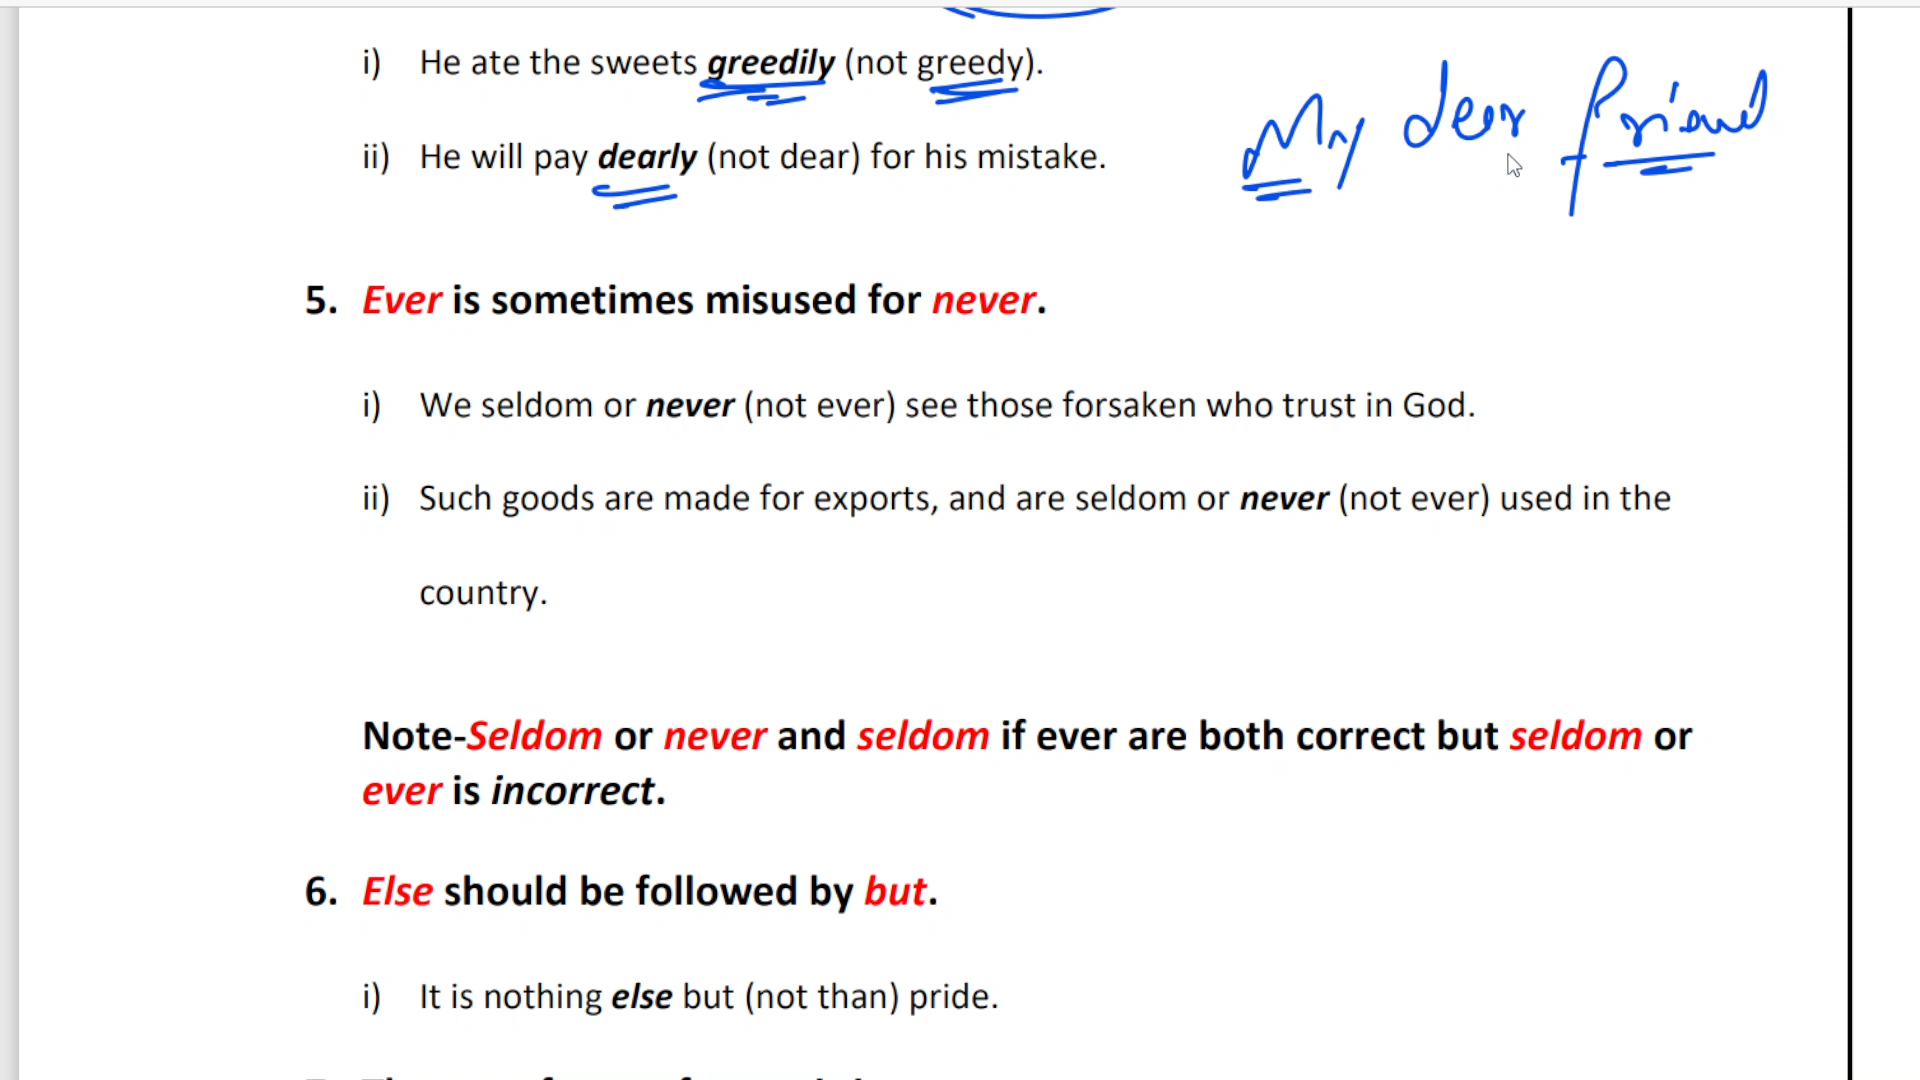 i) He ate the sweets greedily (not greedy).
My dear friend
ii) He will pay dearly (not dear) for his mistake.
5. Ever is sometimes misused for never.
i) We seldom or never (not ever) see those forsaken who trust in God.
ii) Such goods are made for exports, and are seldom or never (not ever) used in the
country.
Note-Seldom or never and seldom if ever are both correct but seldom or
ever is incorrect.
6. Else should be followed by but.
i) It is nothing else but (not than) pride.